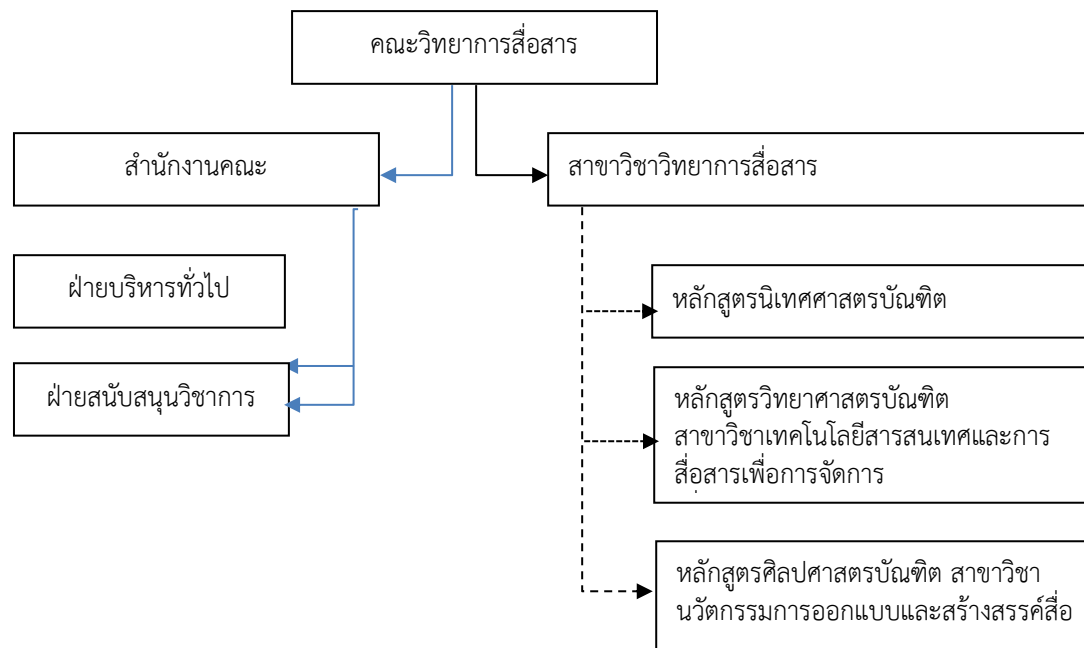 คณะวิทยาการสื่อสาร
สำนักงานคณะ
สาขาวิชาวิทยาการสื่อสาร
ฝ่ายบริหารทั่วไป
หลักสูตรนิเทศศาสตรบัณฑิต
ฝ่ายสนับสนุนวิชาการ
หลักสูตรวิทยาศาสตรบัณฑิต
สาขาวิชาเทคโนโลยีสารสนเทศและการ
สื่อสารเพื่อการจัดการ
หลักสูตรศิลปศาสตรบัณฑิต สาขาวิชา
นวัตกรรมการออกแบบและสร้างสรรค์สื่อ